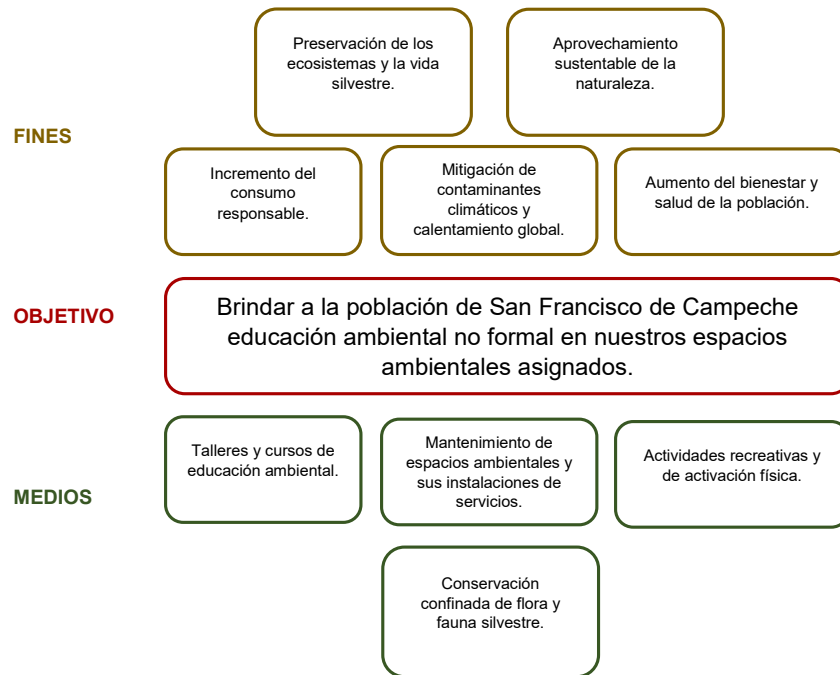 Preservación de los
ecosistemas y la vida
silvestre.
Aprovechamiento
sustentable de la
naturaleza.
FINES
Incremento del
consumo
responsable.
Mitigación de
contaminantes
climáticos y
calentamiento global.
Aumento del bienestar y
salud de la población.
OBJETIVO
Brindar a la población de San Francisco de Campeche
educación ambiental no formal en nuestros espacios
ambientales asignados.
Talleres y cursos de
educación ambiental.
Mantenimiento de
espacios ambientales y
sus instalaciones de
servicios.
Actividades recreativas y
de activación física.
MEDIOS
Conservación
confinada de flora y
fauna silvestre.